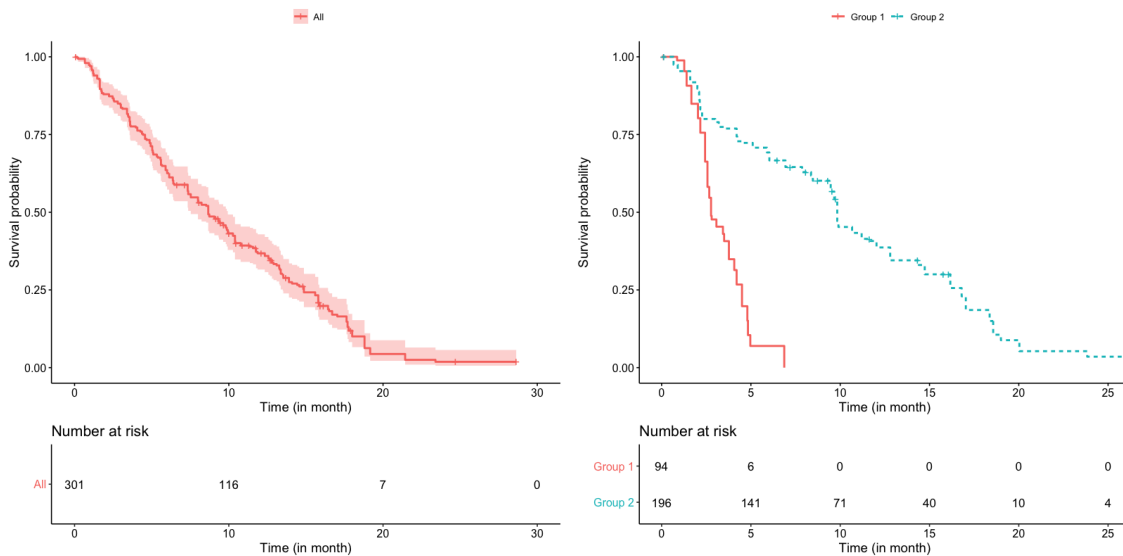 All
Survival probability
1.00
0.75
0.50
0.25
0.00
0 10 20 30
Time (in month)
Number at risk
All 301 116 7 0
0 10 20 30
Time (in month)
Group 1 Group 2
Survival probability
1.00
0.75
0.50
0.25
0.00
0 5 10 15 20 25
Time (in month)
Number at risk
Group 1 94 6 0 0 0 0
Group 2 196 141 71 40 10 4
0 5 10 15 20 25
Time (in month)